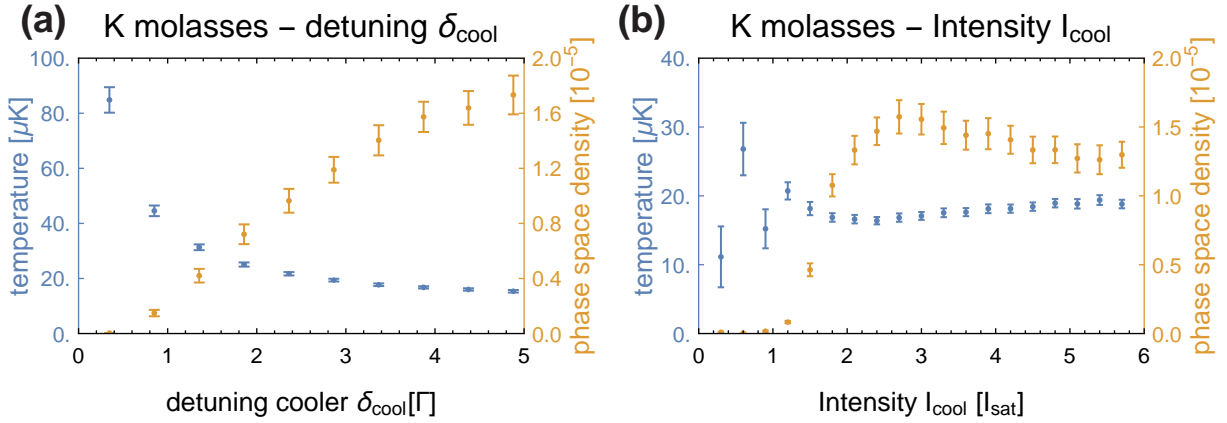 (a) K molasses – detuning δcool
100.
80.
60.
40.
20.
0.
temperature [μK]
2.0
1.6
1.2
0.8
0.4
0.0
phase space density [10⁻⁵]
0 1 2 3 4 5
detuning cooler δcool[Γ]
(b) K molasses – Intensity Icool
40.
30.
20.
10.
0.
temperature [μK]
2.0
1.5
1.0
0.5
0.0
phase space density [10⁻⁵]
0 1 2 3 4 5 6
Intensity Icool [Isat]